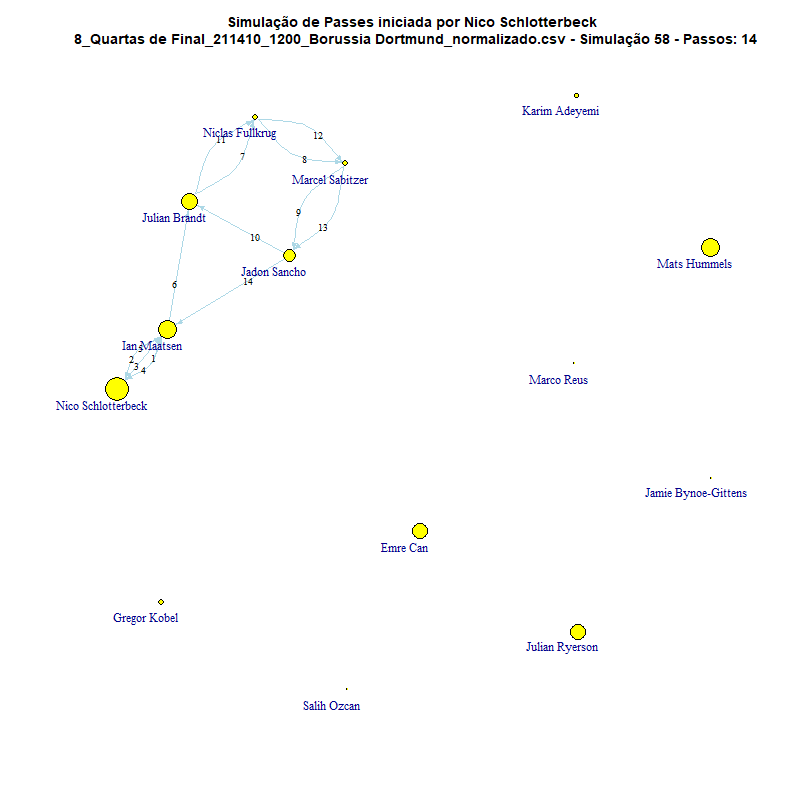 Simulação de Passes iniciada por Nico Schlotterbeck
8_Quartas de Final_211410_1200_Borussia Dortmund_normalizado.csv - Simulação 58 - Passos: 14
Karim Adeyemi
Niclas Fullkrug
11
12
7
8
Marcel Sabitzer
Julian Brandt
9
13
10
Mats Hummels
Jadon Sancho
14
6
Ian Maatsen
5
2
1
3
4
Marco Reus
Nico Schlotterbeck
Jamie Bynoe-Gittens
Emre Can
Gregor Kobel
Julian Ryerson
Salih Ozcan